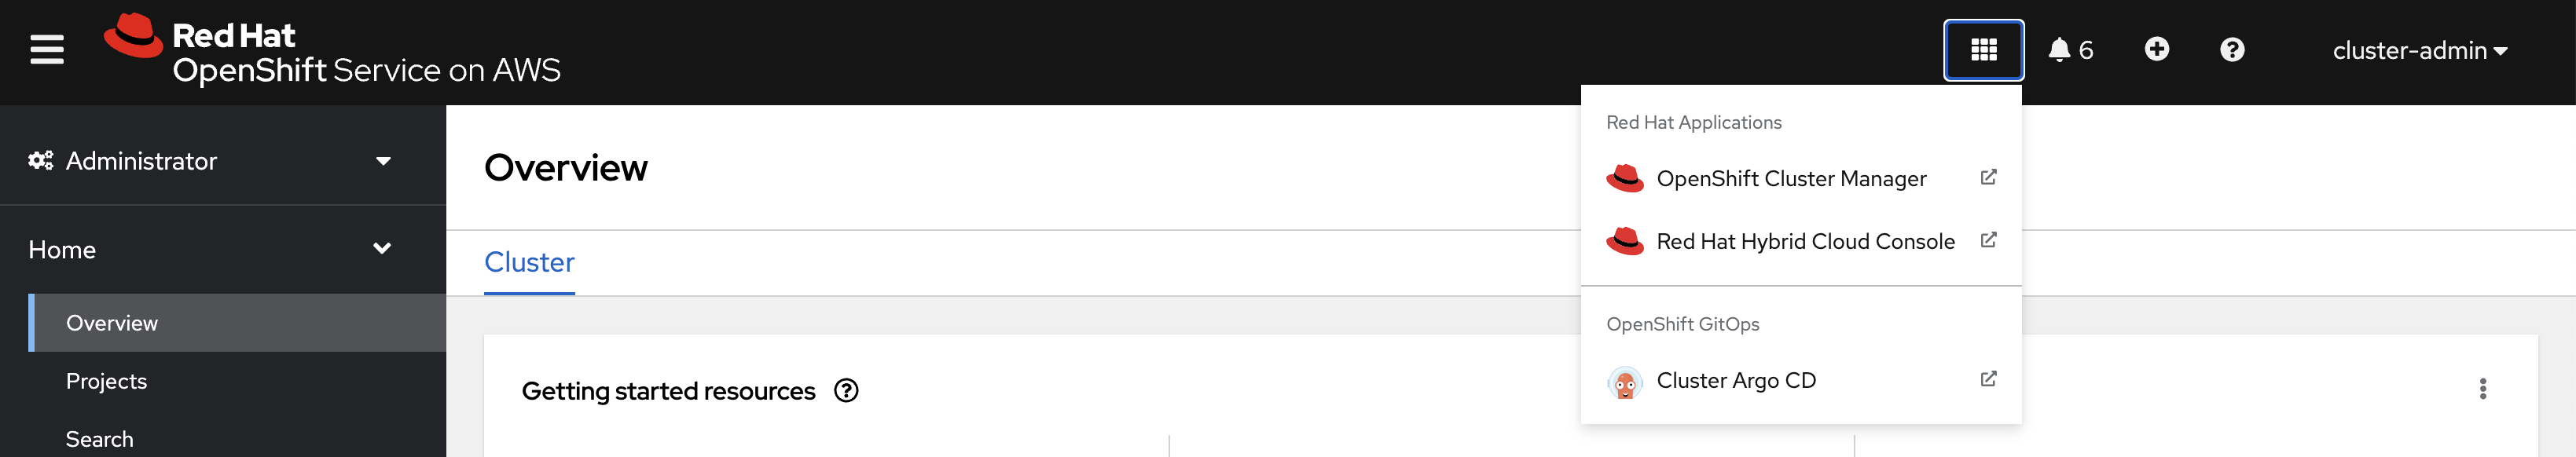 Red Hat
OpenShift Service on AWS
6
cluster-admin
Administrator
Home
Overview
Projects
Search
Overview
Cluster
Getting started resources
Red Hat Applications
OpenShift Cluster Manager
Red Hat Hybrid Cloud Console
OpenShift GitOps
Cluster Argo CD